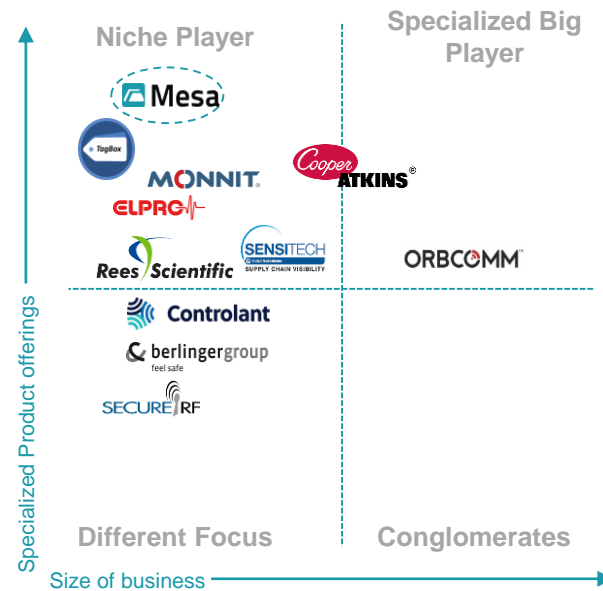 Niche Player
Specialized Big
Player
Mesa
TagBox
MONNIT.
Cooper
ATKINS®
ELPRO
SENSITECH
SUPPLY CHAIN VISIBILITY
ORBCOMM™
Rees Scientific
Controlant
berlingergroup
feel safe
SECURE RF
Different Focus
Conglomerates
Specialized Product offerings
Size of business